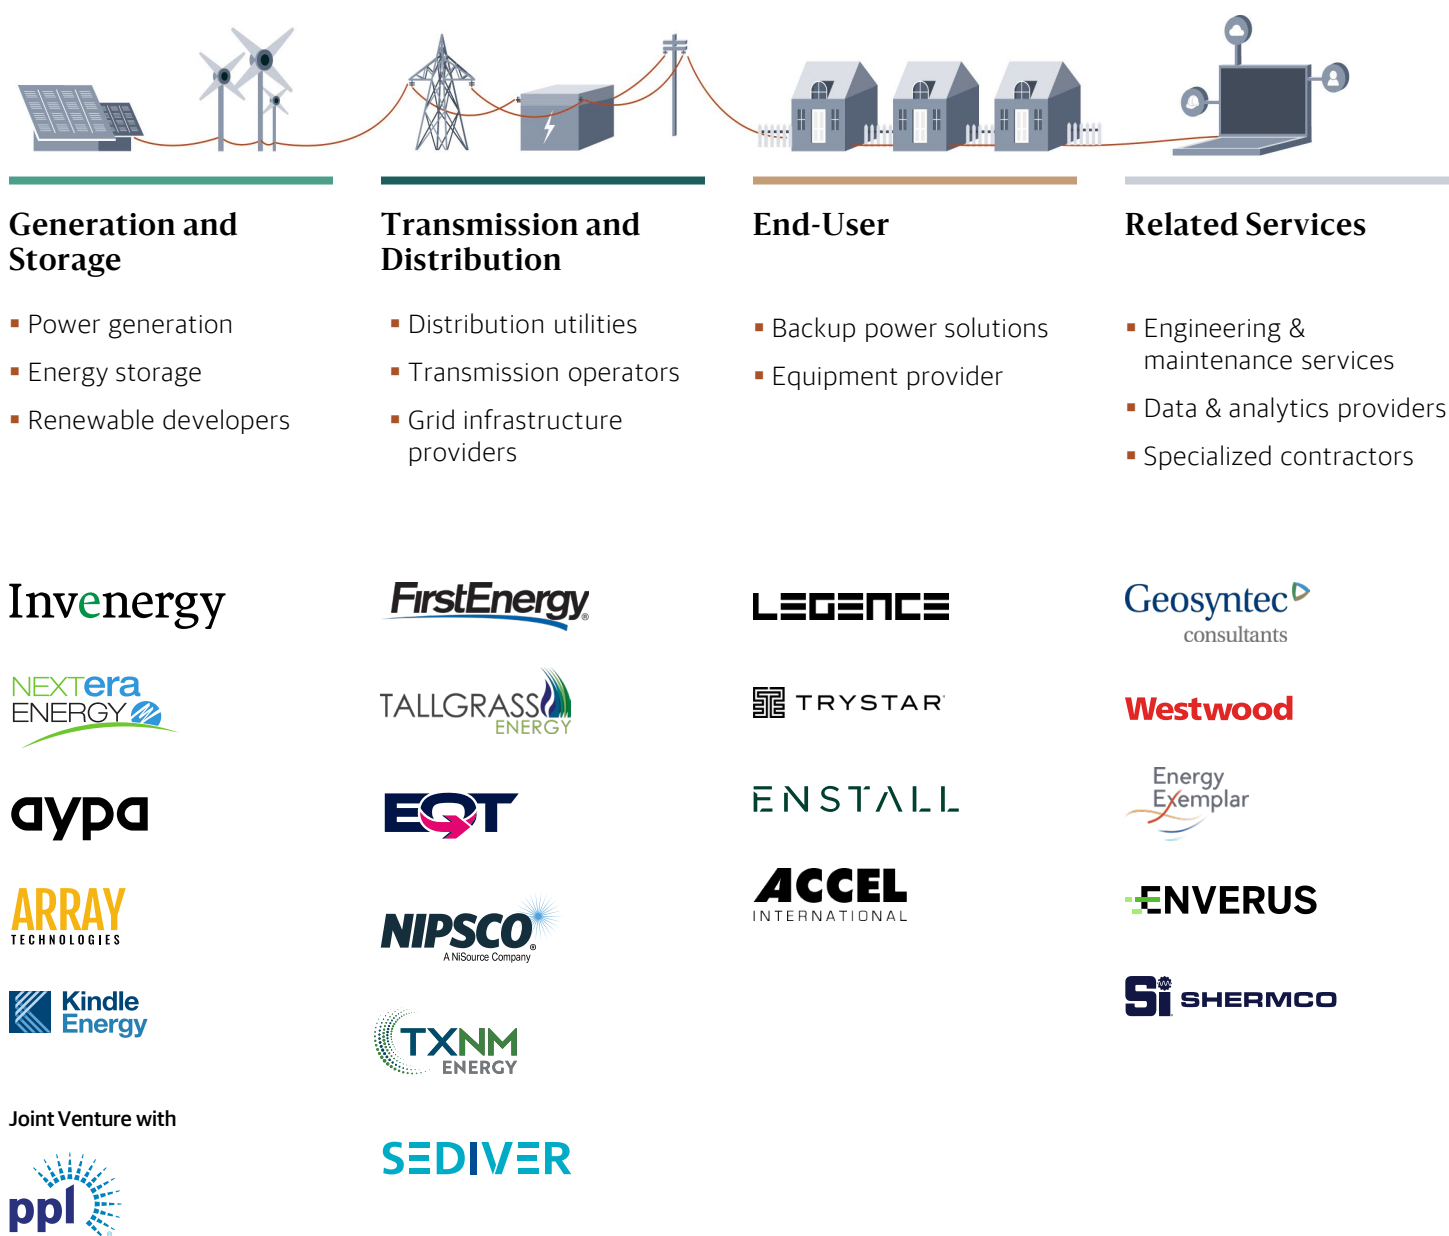 Generation and
Storage
▪ Power generation
▪ Energy storage
▪ Renewable developers
Invenergy
NEXTera
ENERGY
aypa
ARRAY
TECHNOLOGIES
Kindle
Energy
Joint Venture with
ppl
®
Transmission and
Distribution
▪ Distribution utilities
▪ Transmission operators
▪ Grid infrastructure
providers
FirstEnergy®
TALLGRASS
ENERGY
EQT
NIPSCO®
A NiSource Company
TXNM
ENERGY
SEDIVER
End-User
▪ Backup power solutions
▪ Equipment provider
LEGENCE
TRYSTAR
ENSTALL
ACCEL
INTERNATIONAL
Related Services
▪ Engineering &
maintenance services
▪ Data & analytics providers
▪ Specialized contractors
Geosyntec
consultants
Westwood
Energy
Exemplar
ENVERUS
Si SHERMCO